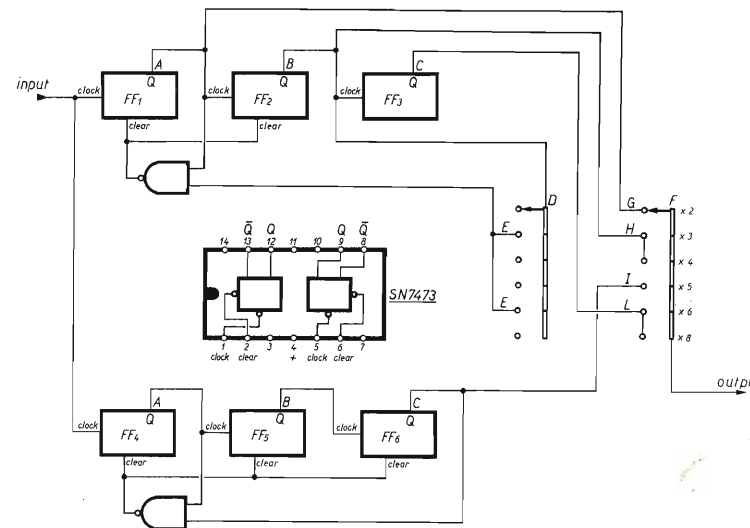 input
A
B
C
clock
Q
FF1
clear
clock
Q
FF2
clear
clock
Q
FF3
D
G
F
x 2
E
H
x 3
x 4
I
x 5
E
L
x 6
x 8
Q̅ Q Q Q̅
14 13 12 11 10 9 8
SN7473
1 2 3 4 5 6 7
clock clear + clock clear
output
A
B
C
clock
Q
FF4
clear
clock
Q
FF5
clear
clock
Q
FF6
clear